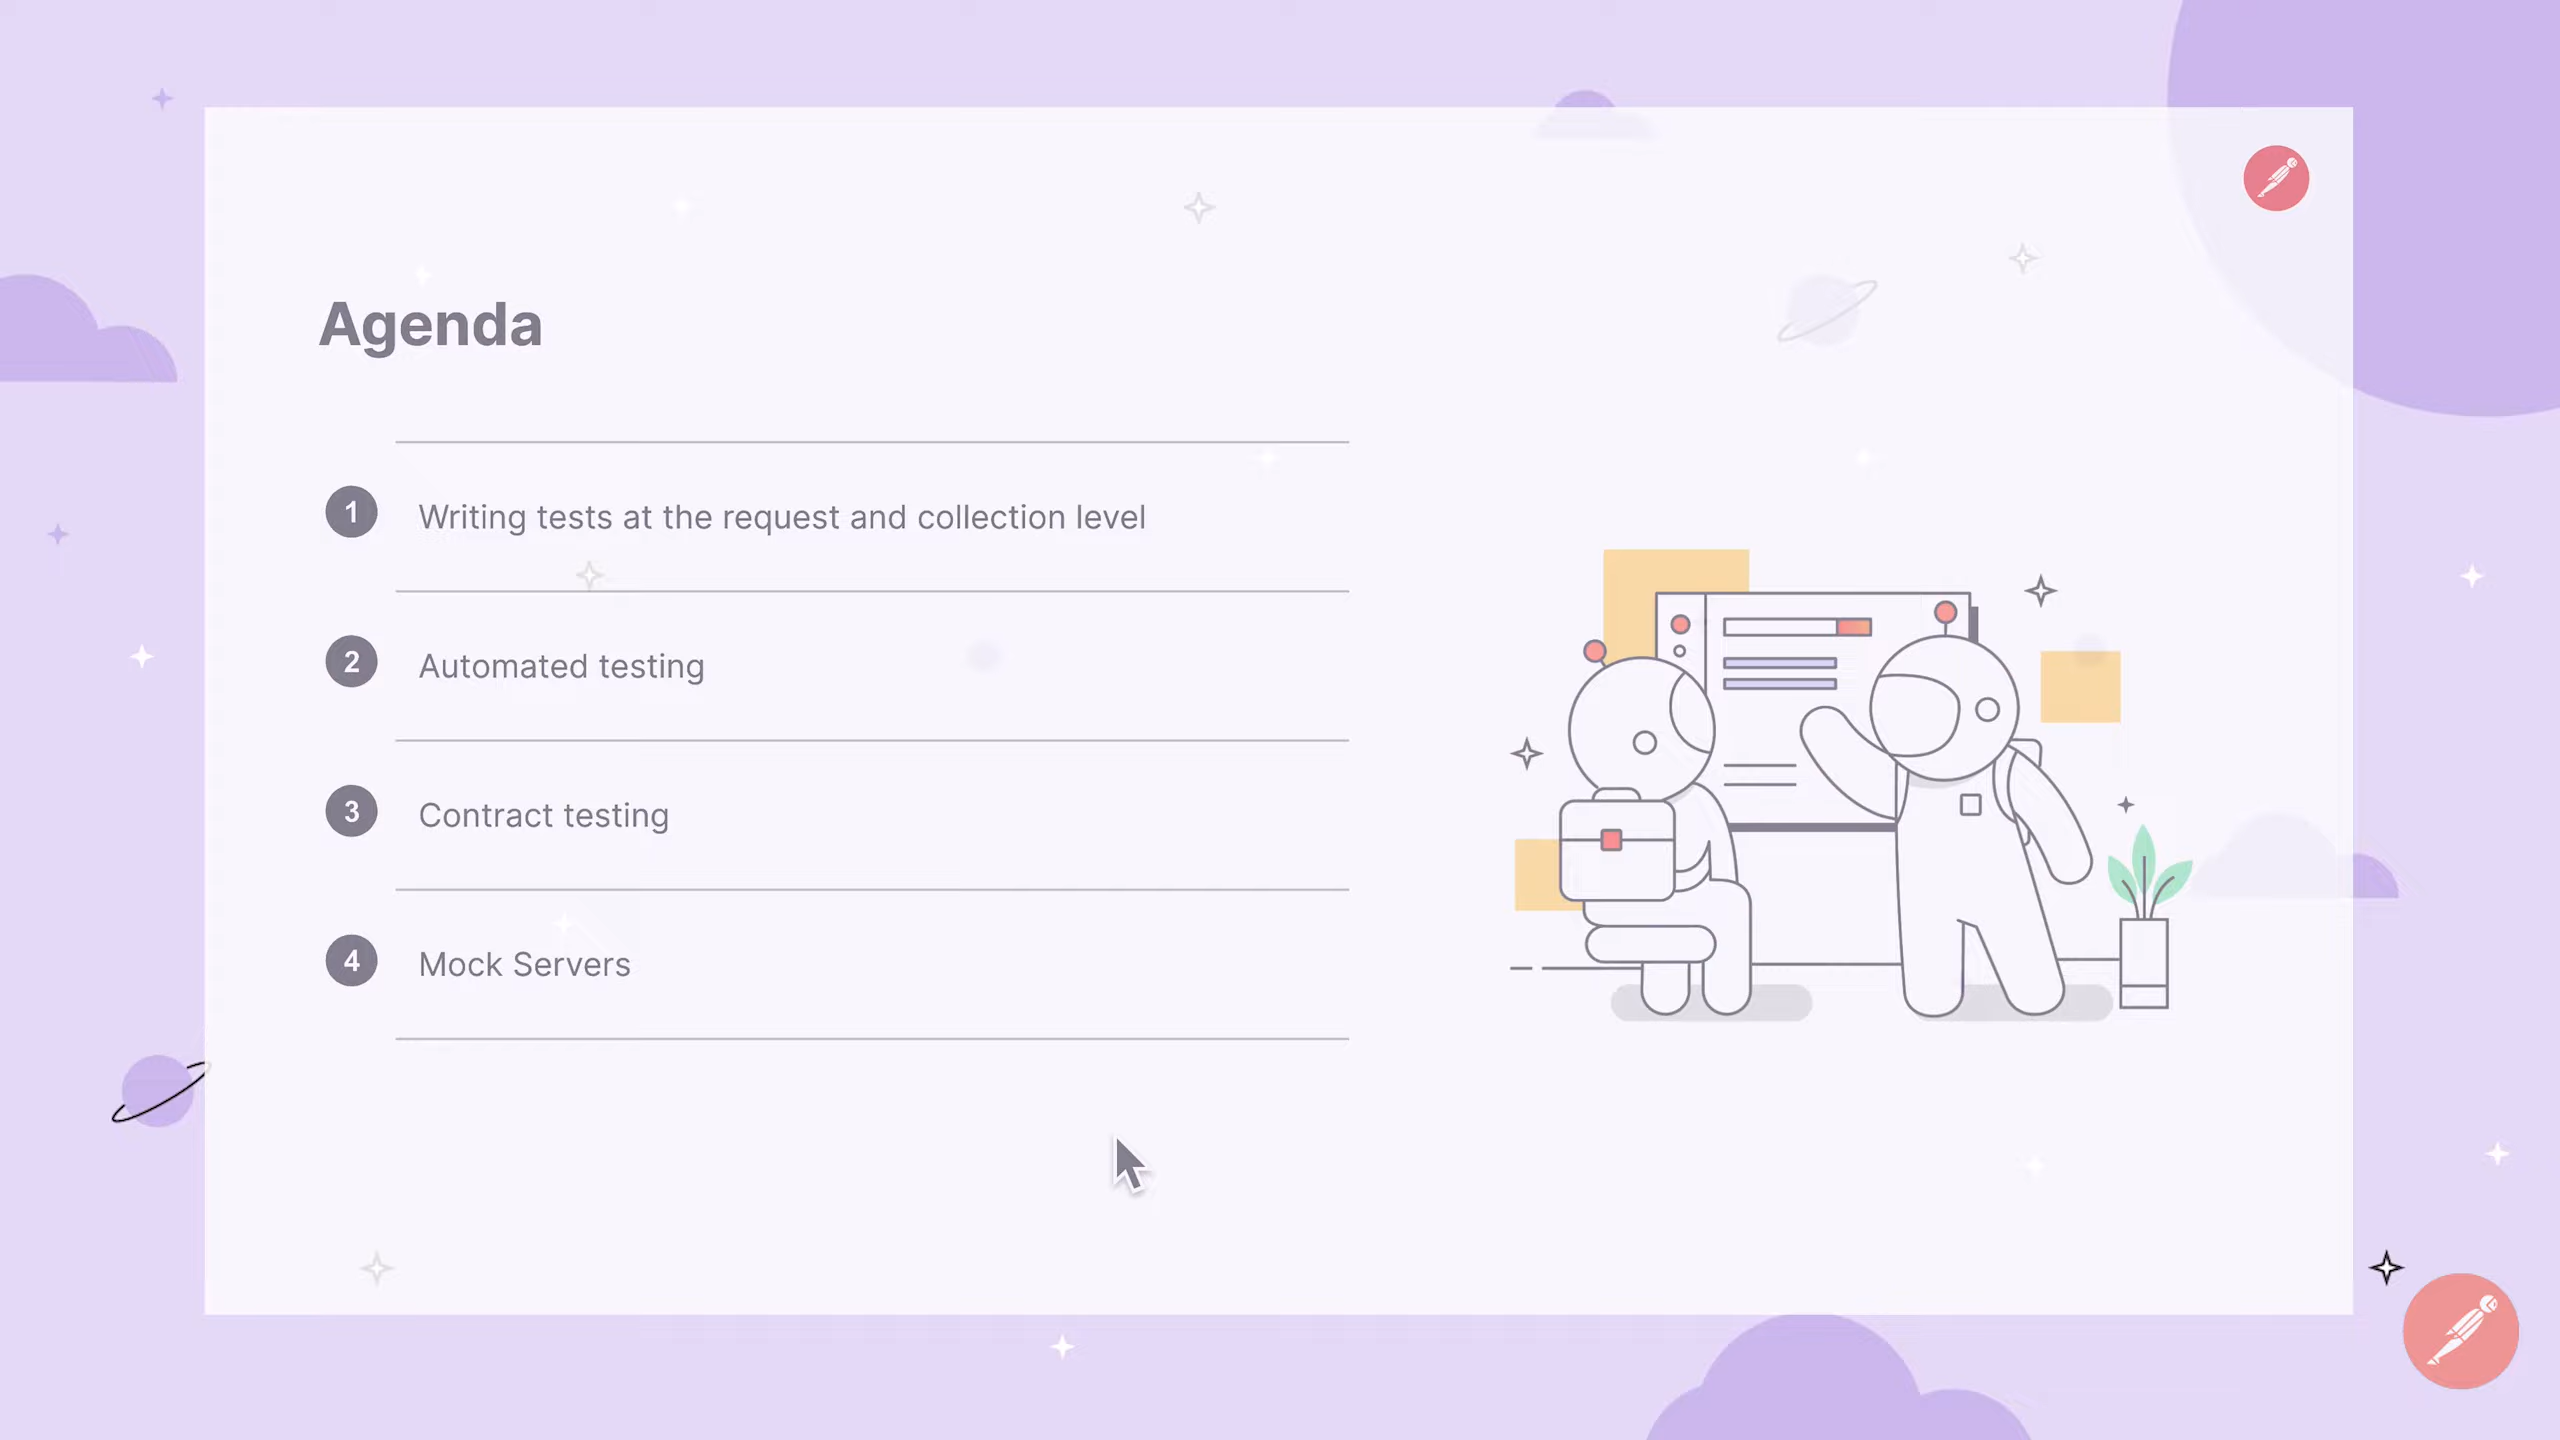 Agenda
1 Writing tests at the request and collection level
2 Automated testing
3 Contract testing
4 Mock Servers